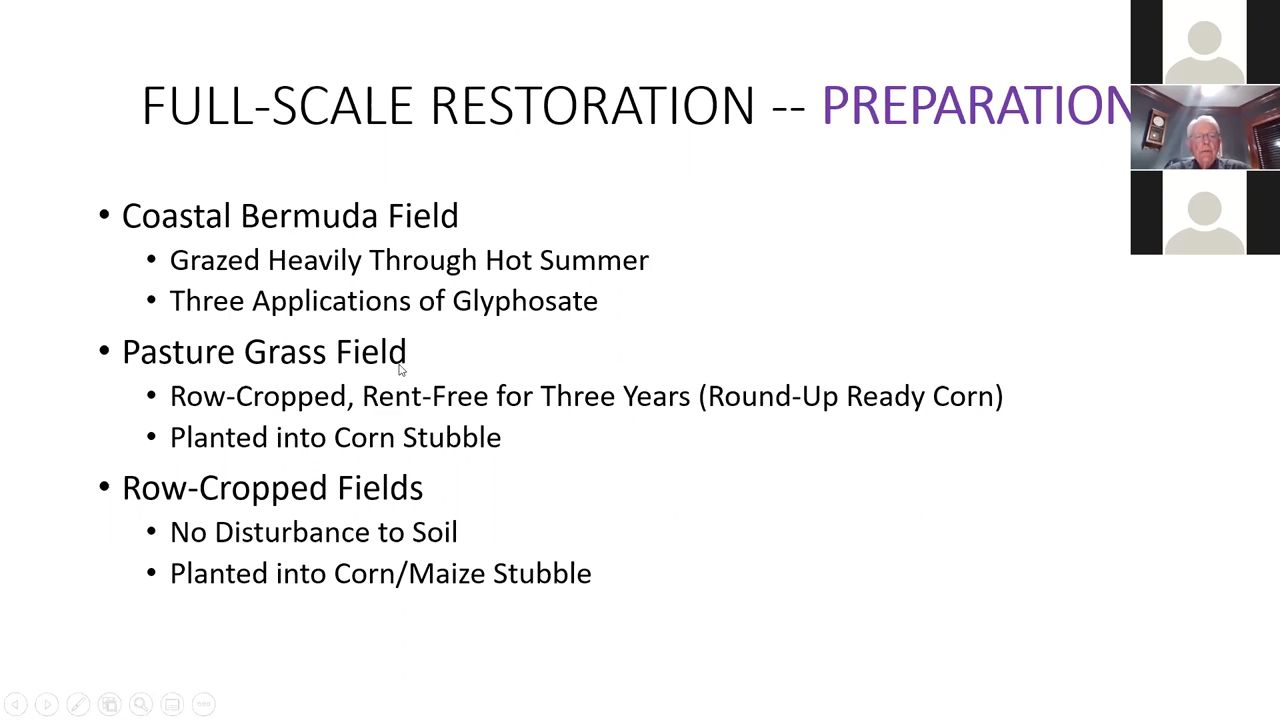 FULL-SCALE RESTORATION -- PREPARATION
• Coastal Bermuda Field
• Grazed Heavily Through Hot Summer
• Three Applications of Glyphosate
• Pasture Grass Field
• Row-Cropped, Rent-Free for Three Years (Round-Up Ready Corn)
• Planted into Corn Stubble
• Row-Cropped Fields
• No Disturbance to Soil
• Planted into Corn/Maize Stubble